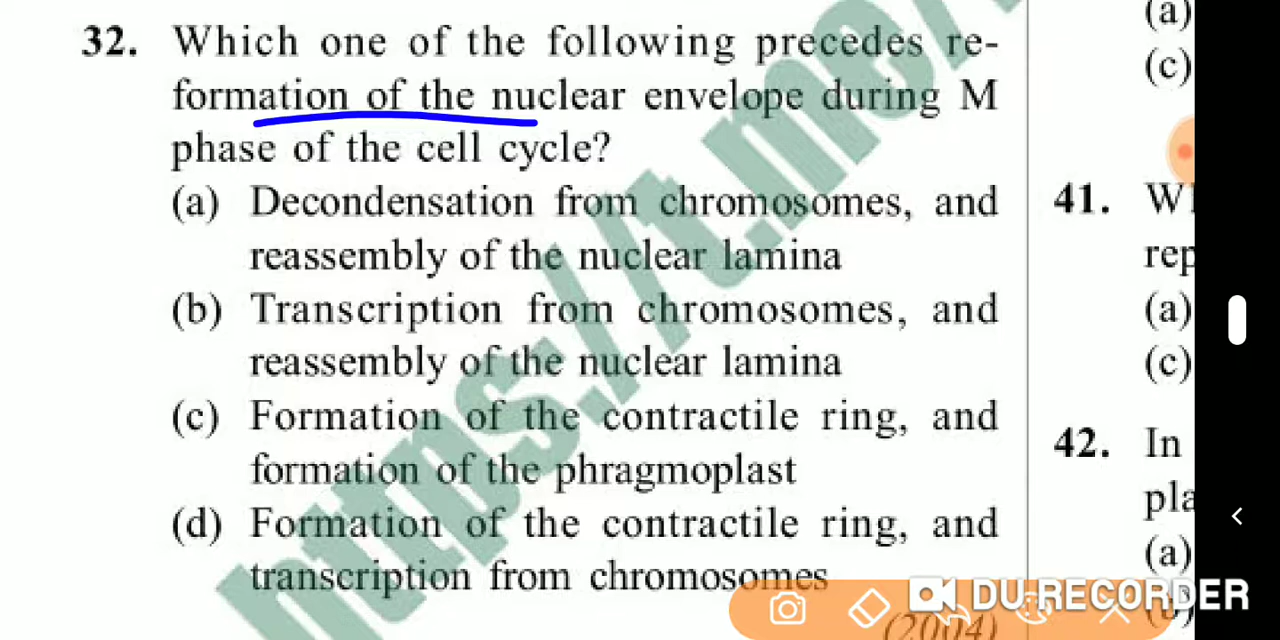 32. Which one of the following precedes re-
formation of the nuclear envelope during M
phase of the cell cycle?
(a) Decondensation from chromosomes, and
reassembly of the nuclear lamina
(b) Transcription from chromosomes, and
reassembly of the nuclear lamina
(c) Formation of the contractile ring, and
formation of the phragmoplast
(d) Formation of the contractile ring, and
transcription from chromosomes
(2004)
(a)
(c)
41.
(a)
(c)
42. In
(a)
(b)
https://t.me/
DU RECORDER